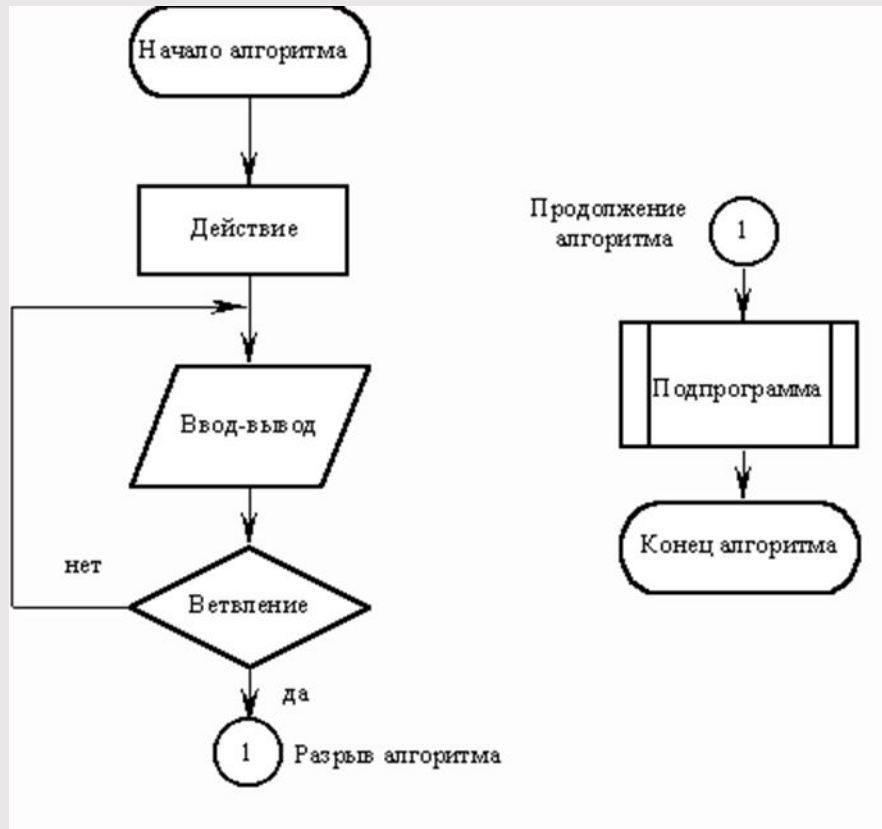 Начало алгоритма
Действие
Ввод-вывод
нет
Ветвление
да
1
Разрыв алгоритма
Продолжение
алгоритма
1
Подпрограмма
Конец алгоритма